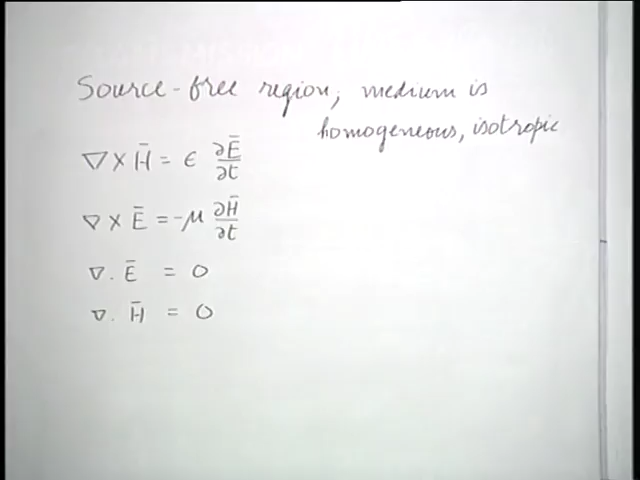 Source-free region, medium is
homogeneous, isotropic
∇ × H̄ = ϵ ∂Ē/∂t
∇ × Ē = -μ ∂H̄/∂t
∇. Ē = 0
∇. H̄ = 0